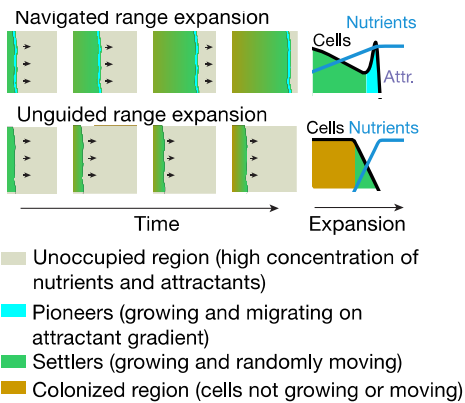 Navigated range expansion
Nutrients
Cells
Attr.
Unguided range expansion
Cells Nutrients
Time
Expansion
Unoccupied region (high concentration of
nutrients and attractants)
Pioneers (growing and migrating on
attractant gradient)
Settlers (growing and randomly moving)
Colonized region (cells not growing or moving)